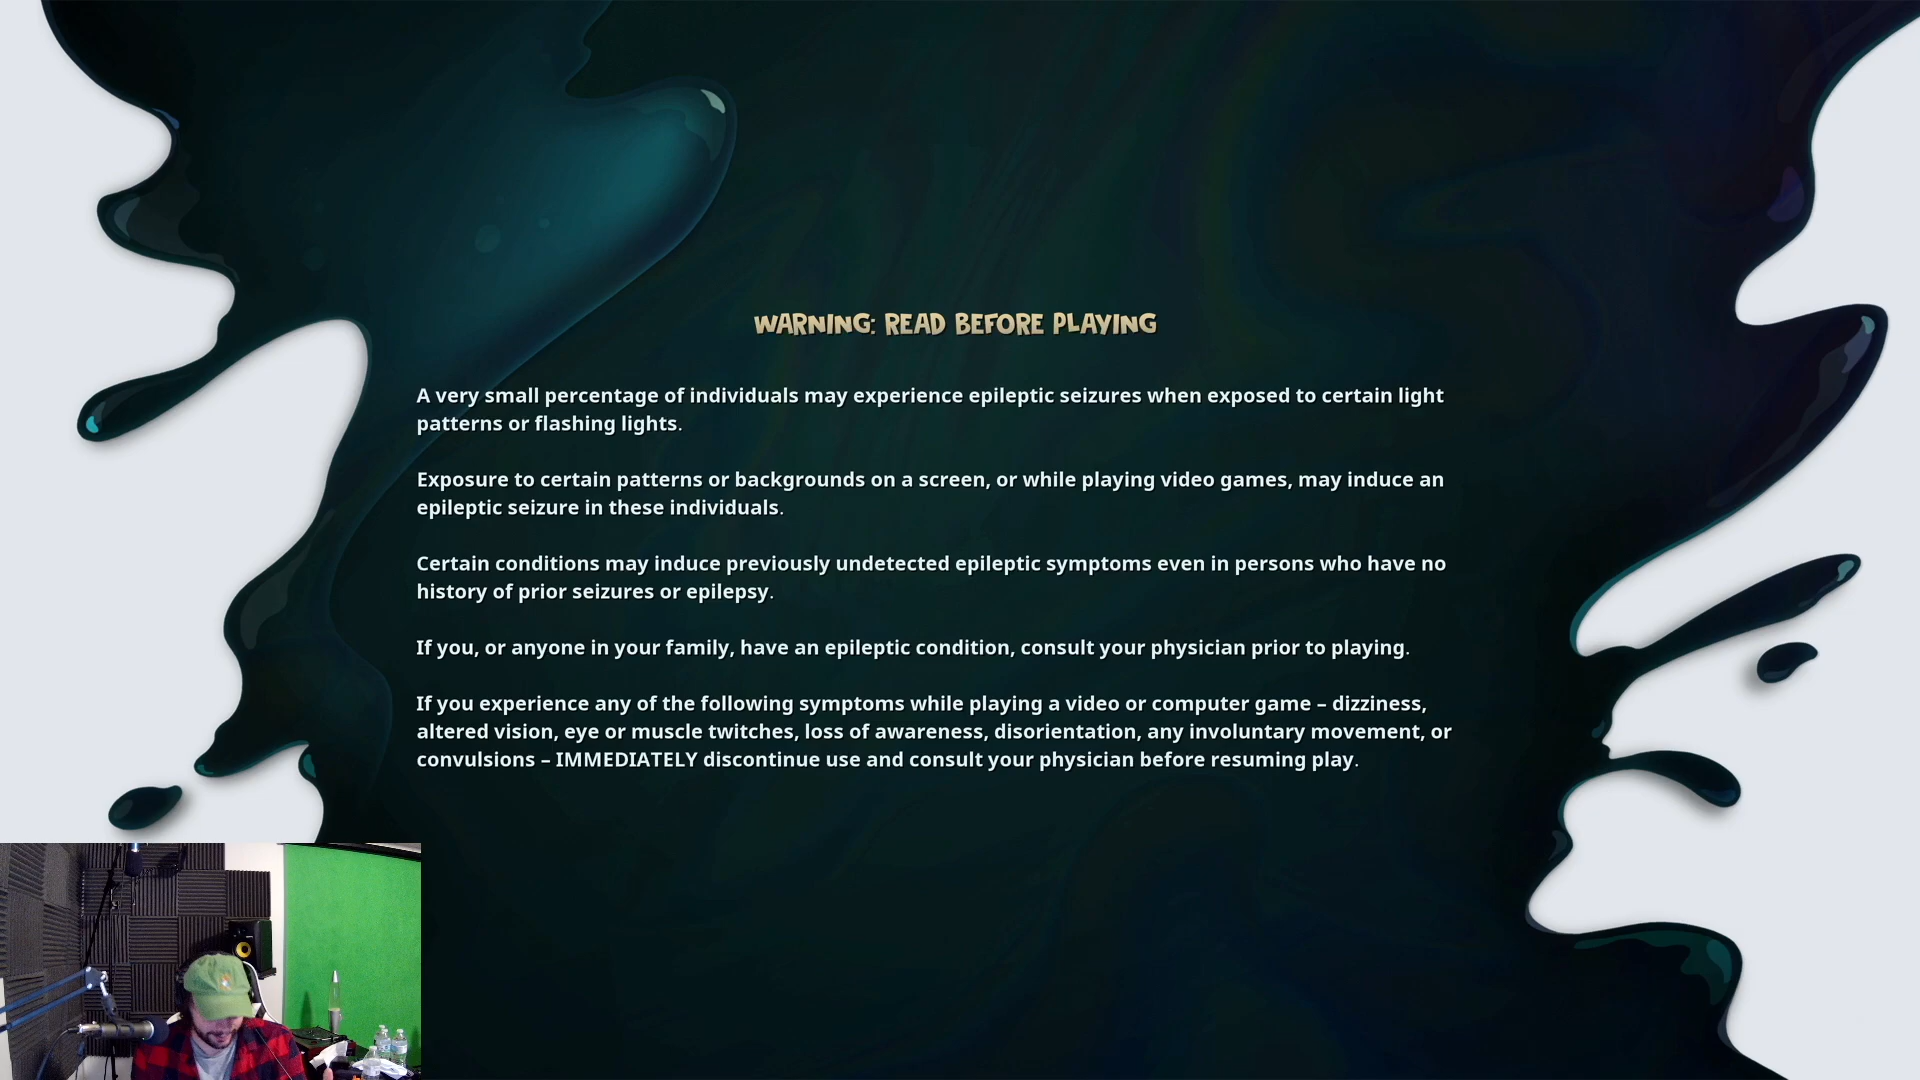 WARNING: READ BEFORE PLAYING
A very small percentage of individuals may experience epileptic seizures when exposed to certain light
patterns or flashing lights.
Exposure to certain patterns or backgrounds on a screen, or while playing video games, may induce an
epileptic seizure in these individuals.
Certain conditions may induce previously undetected epileptic symptoms even in persons who have no
history of prior seizures or epilepsy.
If you, or anyone in your family, have an epileptic condition, consult your physician prior to playing.
If you experience any of the following symptoms while playing a video or computer game – dizziness,
altered vision, eye or muscle twitches, loss of awareness, disorientation, any involuntary movement, or
convulsions – IMMEDIATELY discontinue use and consult your physician before resuming play.